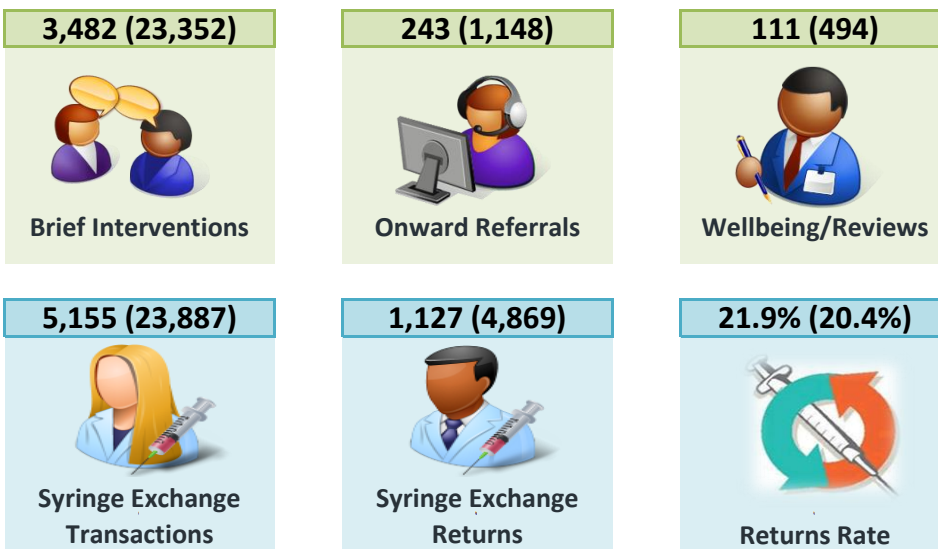 3,482 (23,352)
243 (1,148)
111 (494)
Brief Interventions
Onward Referrals
Wellbeing/Reviews
5,155 (23,887)
1,127 (4,869)
21.9% (20.4%)
Syringe Exchange
Transactions
Syringe Exchange
Returns
Returns Rate